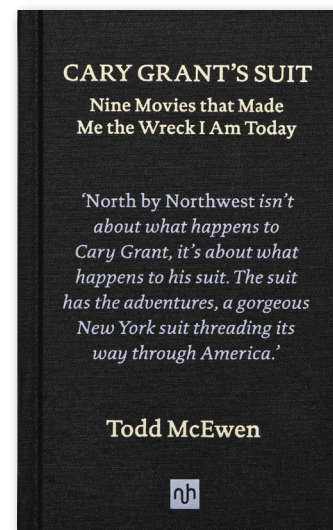 CARY GRANT'S SUIT
Nine Movies that Made
Me the Wreck I Am Today
‘North by Northwest isn’t
about what happens to
Cary Grant, it’s about what
happens to his suit. The suit
has the adventures, a gorgeous
New York suit threading its
way through America.’
Todd McEwen
nh